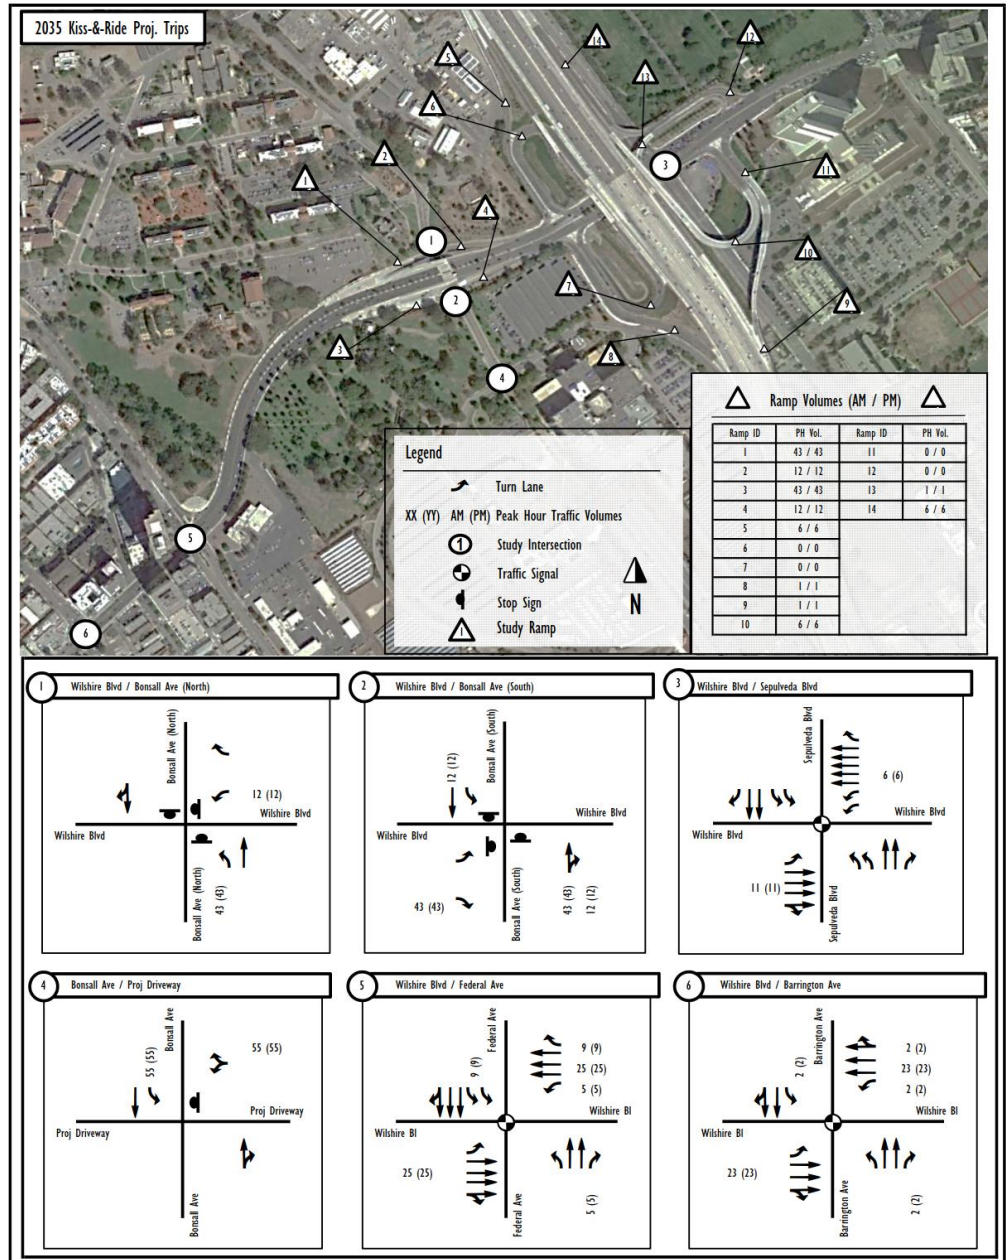 2035 Kiss-&-Ride Proj. Trips
14
12
5
13
6
3
2
11
1
4
1
10
2
7
9
3
8
4
5
6
Legend
Turn Lane
XX (YY) AM (PM) Peak Hour Traffic Volumes
1 Study Intersection
Traffic Signal
Stop Sign
1 Study Ramp
N
Ramp Volumes (AM / PM)
Ramp ID PH Vol. Ramp ID PH Vol.
1 43 / 43 11 0 / 0
2 12 / 12 12 0 / 0
3 43 / 43 13 1 / 1
4 12 / 12 14 6 / 6
5 6 / 6
6 0 / 0
7 0 / 0
8 1 / 1
9 1 / 1
10 6 / 6
1 Wilshire Blvd / Bonsall Ave (North)
Bonsall Ave (North)
12 (12)
Wilshire Blvd
Wilshire Blvd
43 (43)
Bonsall Ave (North)
2 Wilshire Blvd / Bonsall Ave (South)
Bonsall Ave (South)
12 (12)
Wilshire Blvd
Wilshire Blvd
43 (43)
43 (43)
12 (12)
Bonsall Ave (South)
3 Wilshire Blvd / Sepulveda Blvd
Sepulveda Blvd
6 (6)
Wilshire Blvd
Wilshire Blvd
11 (11)
Sepulveda Blvd
4 Bonsall Ave / Proj Driveway
Bonsall Ave
55 (55)
55 (55)
Proj Driveway
Proj Driveway
Bonsall Ave
5 Wilshire Blvd / Federal Ave
Federal Ave
9 (9)
9 (9)
25 (25)
5 (5)
Wilshire Bl
Wilshire Bl
25 (25)
5 (5)
Federal Ave
6 Wilshire Blvd / Barrington Ave
Barrington Ave
2 (2)
2 (2)
23 (23)
2 (2)
Wilshire Bl
Wilshire Bl
23 (23)
2 (2)
Barrington Ave